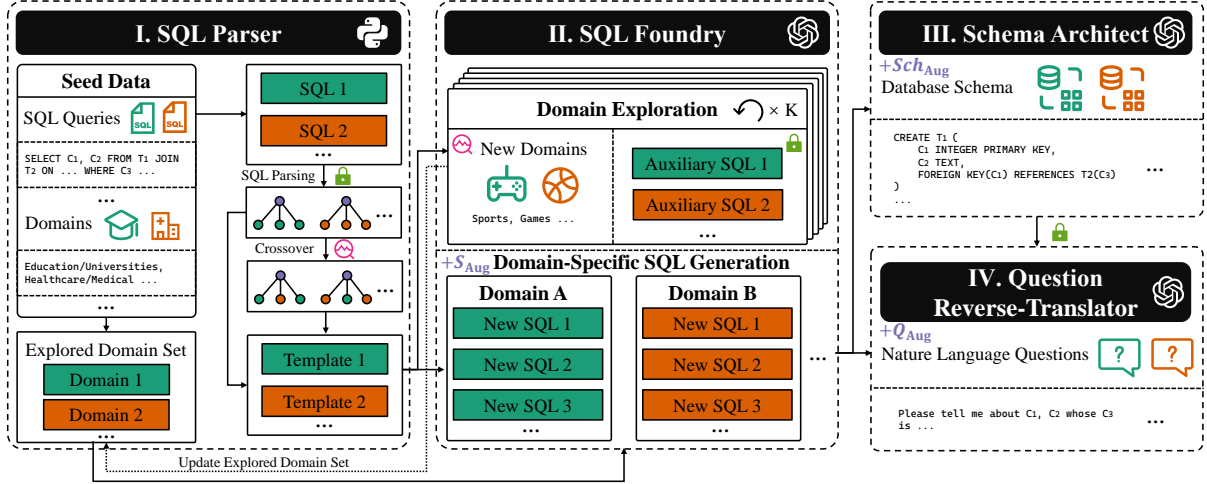 I. SQL Parser
Seed Data
SQL Queries
SQL
SQL
SELECT C₁, C₂ FROM T₁ JOIN
T₂ ON ... WHERE C₃ ...
...
Domains
Education/Universities,
Healthcare/Medical ...
...
Explored Domain Set
Domain 1
Domain 2
...
SQL 1
SQL 2
...
SQL Parsing
...
Crossover
...
Template 1
Template 2
...
Update Explored Domain Set
II. SQL Foundry
Domain Exploration
× K
New Domains
Sports, Games ...
Auxiliary SQL 1
Auxiliary SQL 2
...
+S_Aug Domain-Specific SQL Generation
Domain A
New SQL 1
New SQL 2
New SQL 3
...
Domain B
New SQL 1
New SQL 2
New SQL 3
...
...
III. Schema Architect
+Sch_Aug
Database Schema
CREATE T₁ (
C₁ INTEGER PRIMARY KEY,
C₂ TEXT,
FOREIGN KEY(C₁) REFERENCES T2(C₃)
)
...
...
IV. Question
Reverse-Translator
+Q_Aug
Nature Language Questions
?
?
Please tell me about C₁, C₂ whose C₃
is ...
...